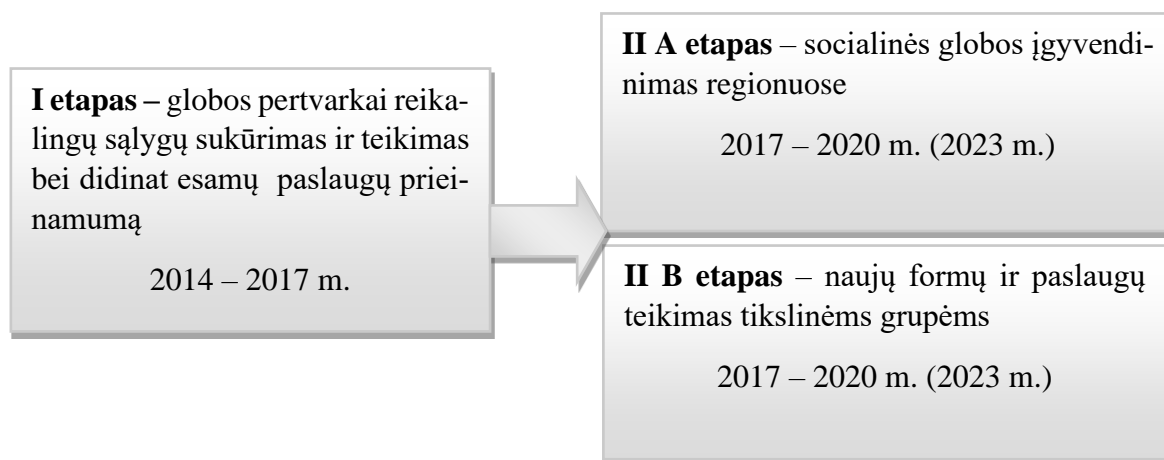 I etapas – globos pertvarkai reika-
lingų sąlygų sukūrimas ir teikimas
bei didinat esamų paslaugų priei-
namumą
2014 – 2017 m.
II A etapas – socialinės globos įgyvendi-
nimas regionuose
2017 – 2020 m. (2023 m.)
II B etapas – naujų formų ir paslaugų
teikimas tikslinėms grupėms
2017 – 2020 m. (2023 m.)